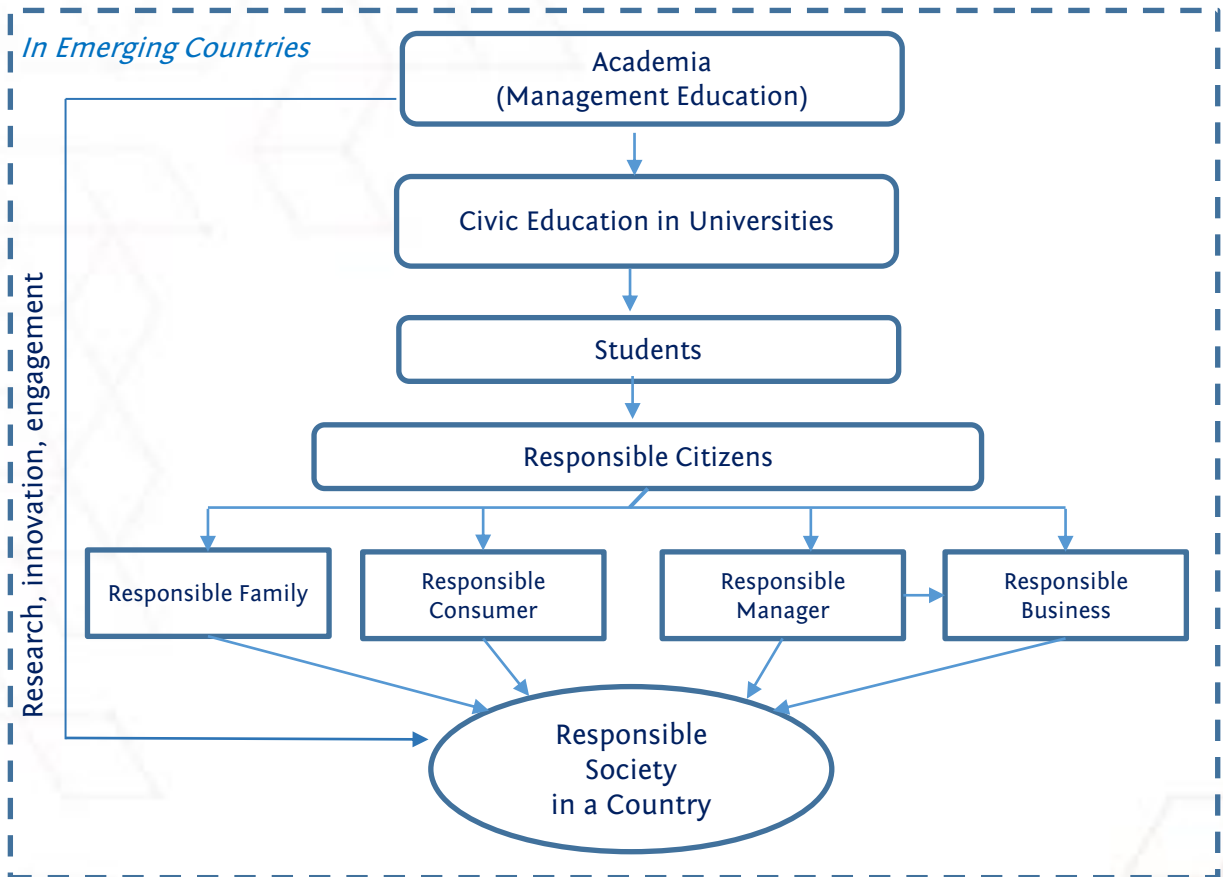 In Emerging Countries
Academia
(Management Education)
Civic Education in Universities
Students
Responsible Citizens
Responsible Family
Responsible
Consumer
Responsible
Manager
Responsible
Business
Research, innovation, engagement
Responsible
Society
in a Country